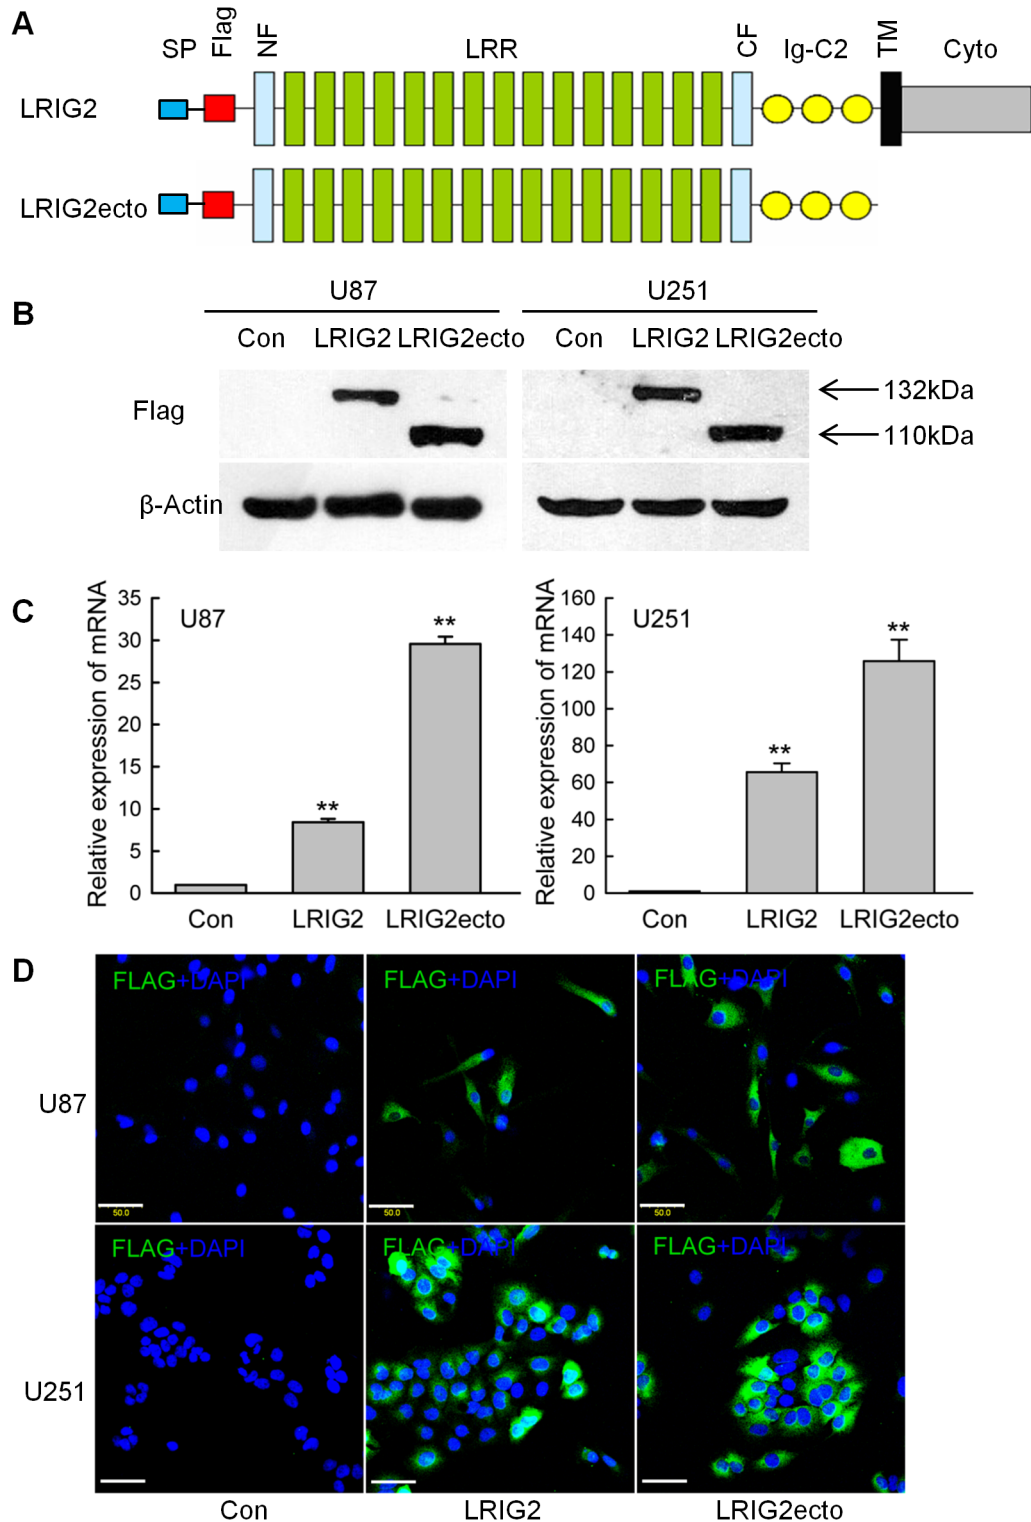 A
SP Flag NF LRR CF Ig-C2 TM Cyto
LRIG2
LRIG2ecto
B
U87 U251
Con LRIG2 LRIG2ecto Con LRIG2 LRIG2ecto
Flag
132kDa
110kDa
β-Actin
C
Relative expression of mRNA
35
30
25
20
15
10
5
0
U87
**
**
Con LRIG2 LRIG2ecto
Relative expression of mRNA
160
140
120
100
80
60
40
20
0
U251
**
**
Con LRIG2 LRIG2ecto
D
FLAG+DAPI FLAG+DAPI FLAG+DAPI
U87
50.0 50.0 50.0
FLAG+DAPI FLAG+DAPI FLAG+DAPI
U251
Con LRIG2 LRIG2ecto